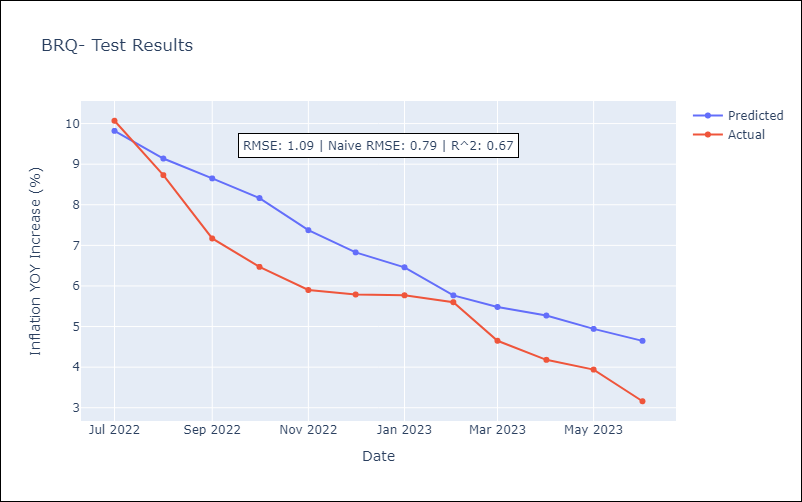 BRQ- Test Results
Predicted
Actual
RMSE: 1.09 | Naive RMSE: 0.79 | R^2: 0.67
Inflation YOY Increase (%)
10
9
8
7
6
5
4
3
Jul 2022 Sep 2022 Nov 2022 Jan 2023 Mar 2023 May 2023
Date